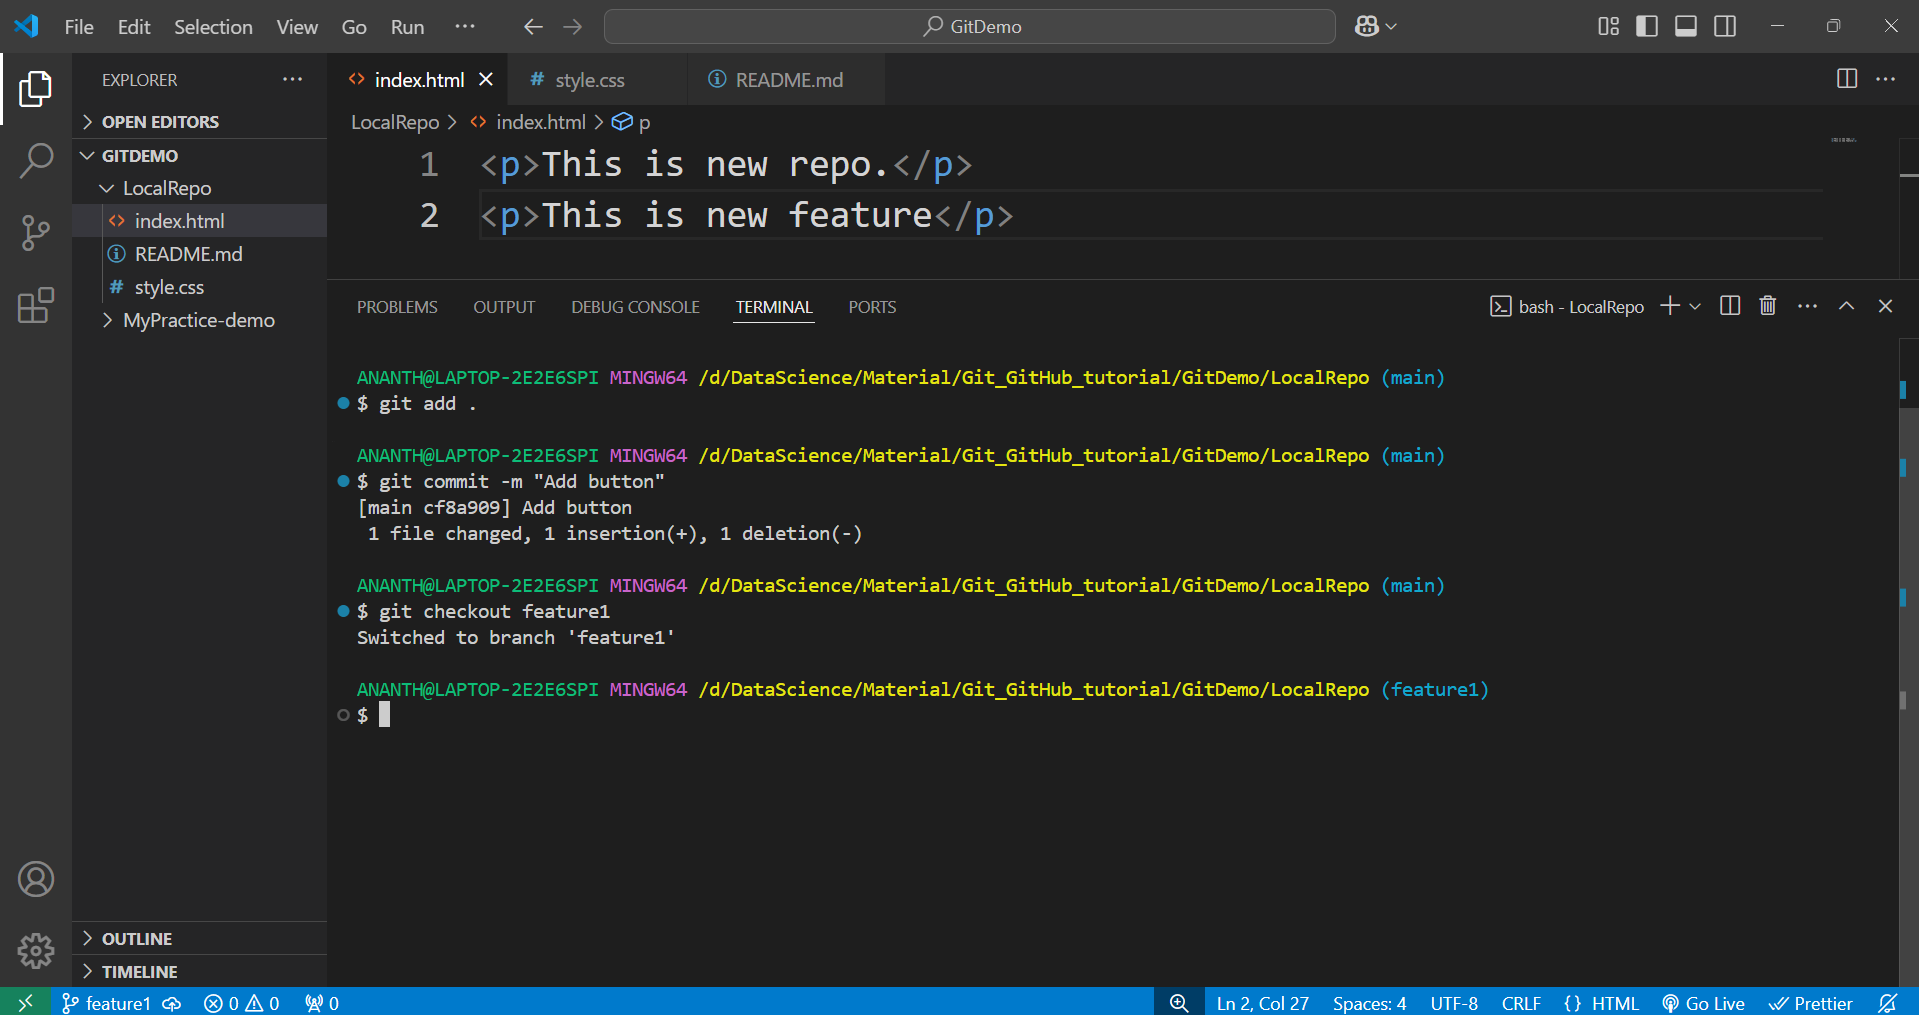 File Edit Selection View Go Run ···
GitDemo
EXPLORER ···
OPEN EDITORS
GITDEMO
LocalRepo
<> index.html
README.md
# style.css
MyPractice-demo
OUTLINE
TIMELINE
<> index.html
# style.css
README.md
LocalRepo > <> index.html > p
1 <p>This is new repo.</p>
2 <p>This is new feature</p>
PROBLEMS OUTPUT DEBUG CONSOLE TERMINAL PORTS
bash - LocalRepo
ANANTH@LAPTOP-2E2E6SPI MINGW64 /d/DataScience/Material/Git_GitHub_tutorial/GitDemo/LocalRepo (main)
$ git add .
ANANTH@LAPTOP-2E2E6SPI MINGW64 /d/DataScience/Material/Git_GitHub_tutorial/GitDemo/LocalRepo (main)
$ git commit -m "Add button"
[main cf8a909] Add button
1 file changed, 1 insertion(+), 1 deletion(-)
ANANTH@LAPTOP-2E2E6SPI MINGW64 /d/DataScience/Material/Git_GitHub_tutorial/GitDemo/LocalRepo (main)
$ git checkout feature1
Switched to branch 'feature1'
ANANTH@LAPTOP-2E2E6SPI MINGW64 /d/DataScience/Material/Git_GitHub_tutorial/GitDemo/LocalRepo (feature1)
$
feature1 0 0 0 Ln 2, Col 27 Spaces: 4 UTF-8 CRLF {} HTML Go Live Prettier